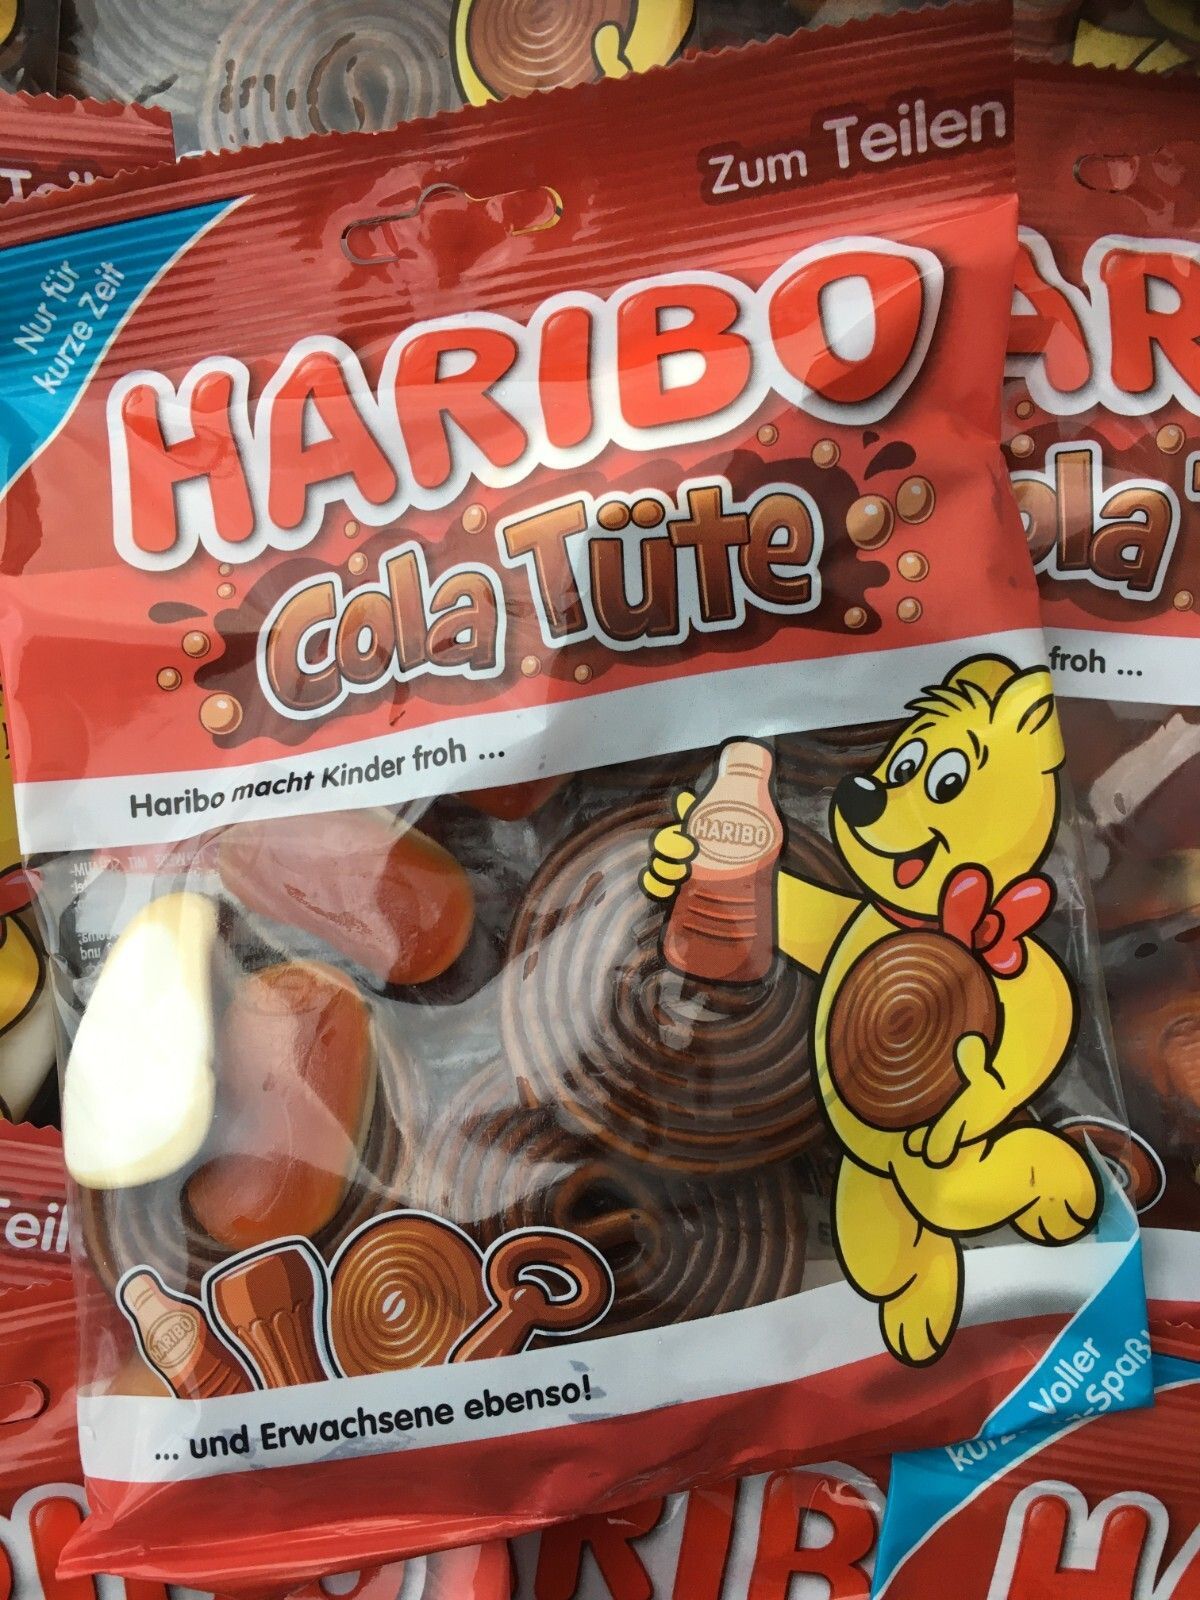 Zum Teilen
Nur für
kurze Zeit
HARIBO
Cola Tüte
Haribo macht Kinder froh ...
froh ...
HARIBO
HARIBO
... und Erwachsene ebenso!
Voller